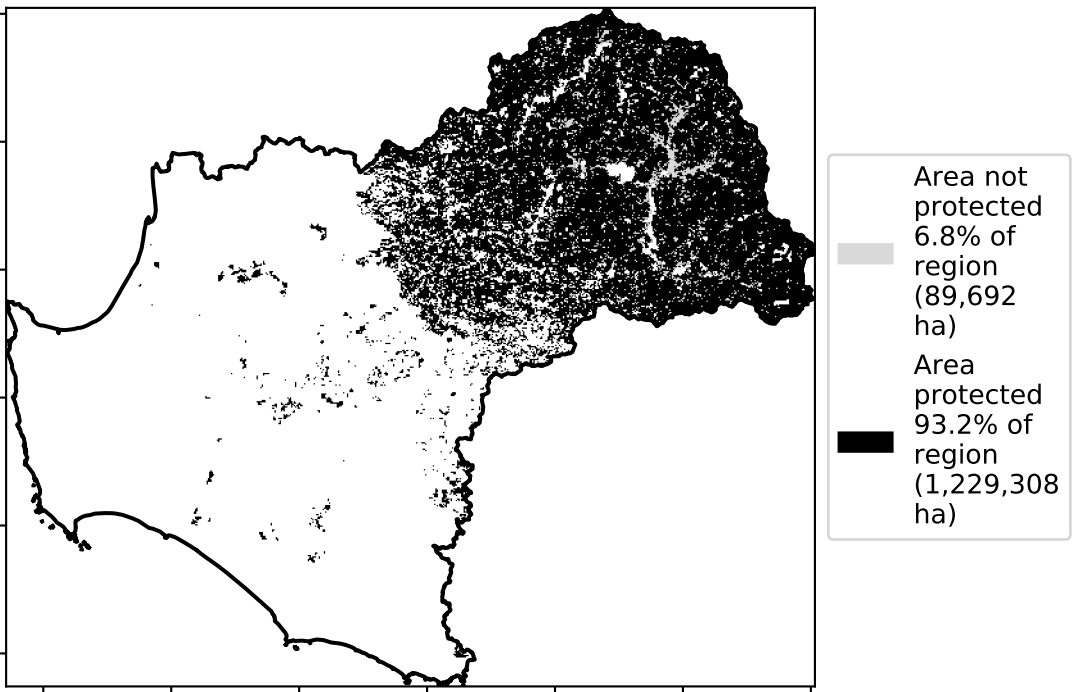 Area not
protected
6.8% of
region
(89,692
ha)
Area
protected
93.2% of
region
(1,229,308
ha)